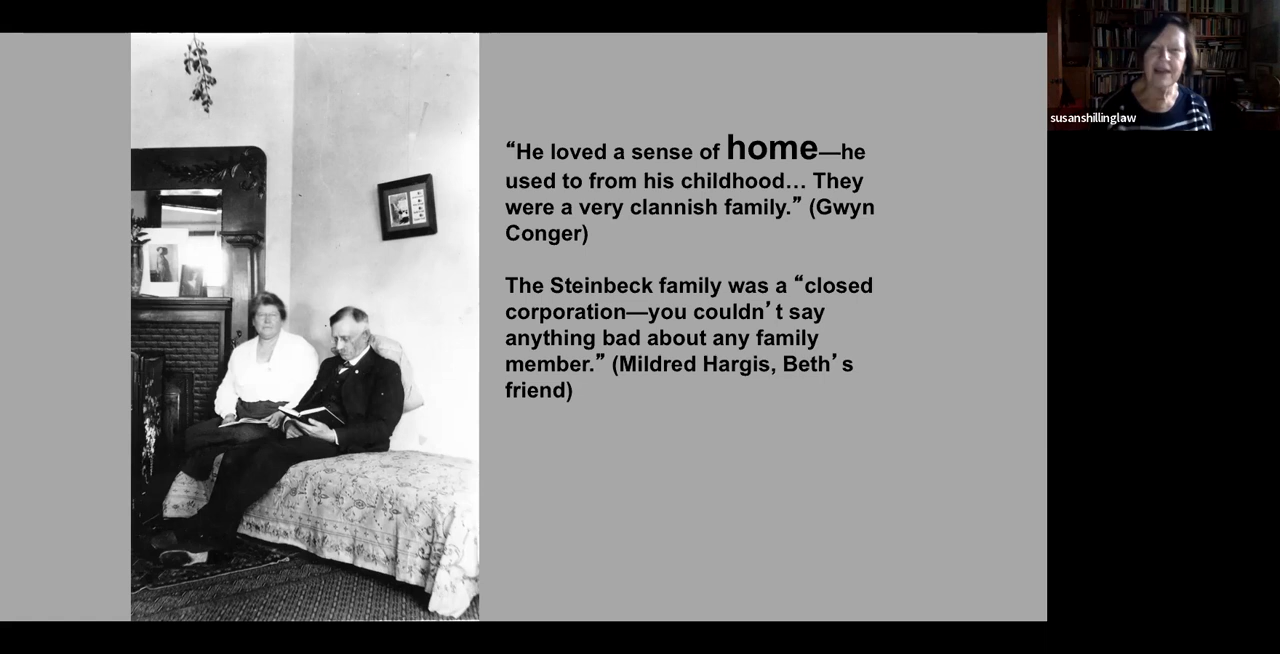 “He loved a sense of home—he
used to from his childhood… They
were a very clannish family.” (Gwyn
Conger)
The Steinbeck family was a “closed
corporation—you couldn’t say
anything bad about any family
member.” (Mildred Hargis, Beth’s
friend)
susanshillinglaw